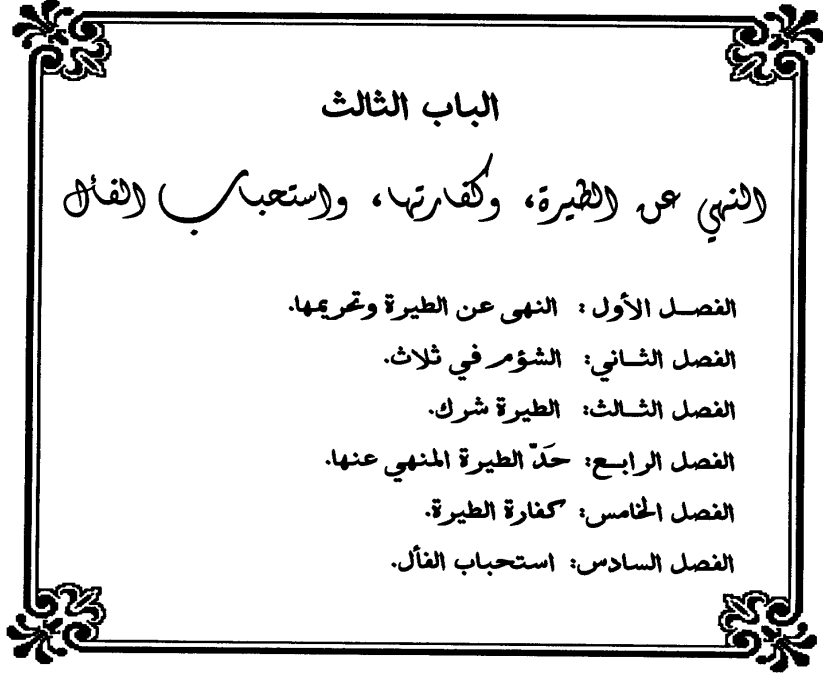 الباب الثالث
النهي عن الطيرة، وكفارتها، واستحباب الفأل
الفصل الأول: النهى عن الطيرة وتحريمها.
الفصل الثاني: الشؤم في ثلاث.
الفصل الثالث: الطيرة شرك.
الفصل الرابع: حَدّ الطيرة المنهي عنها.
الفصل الخامس: كفارة الطيرة.
الفصل السادس: استحباب الفأل.